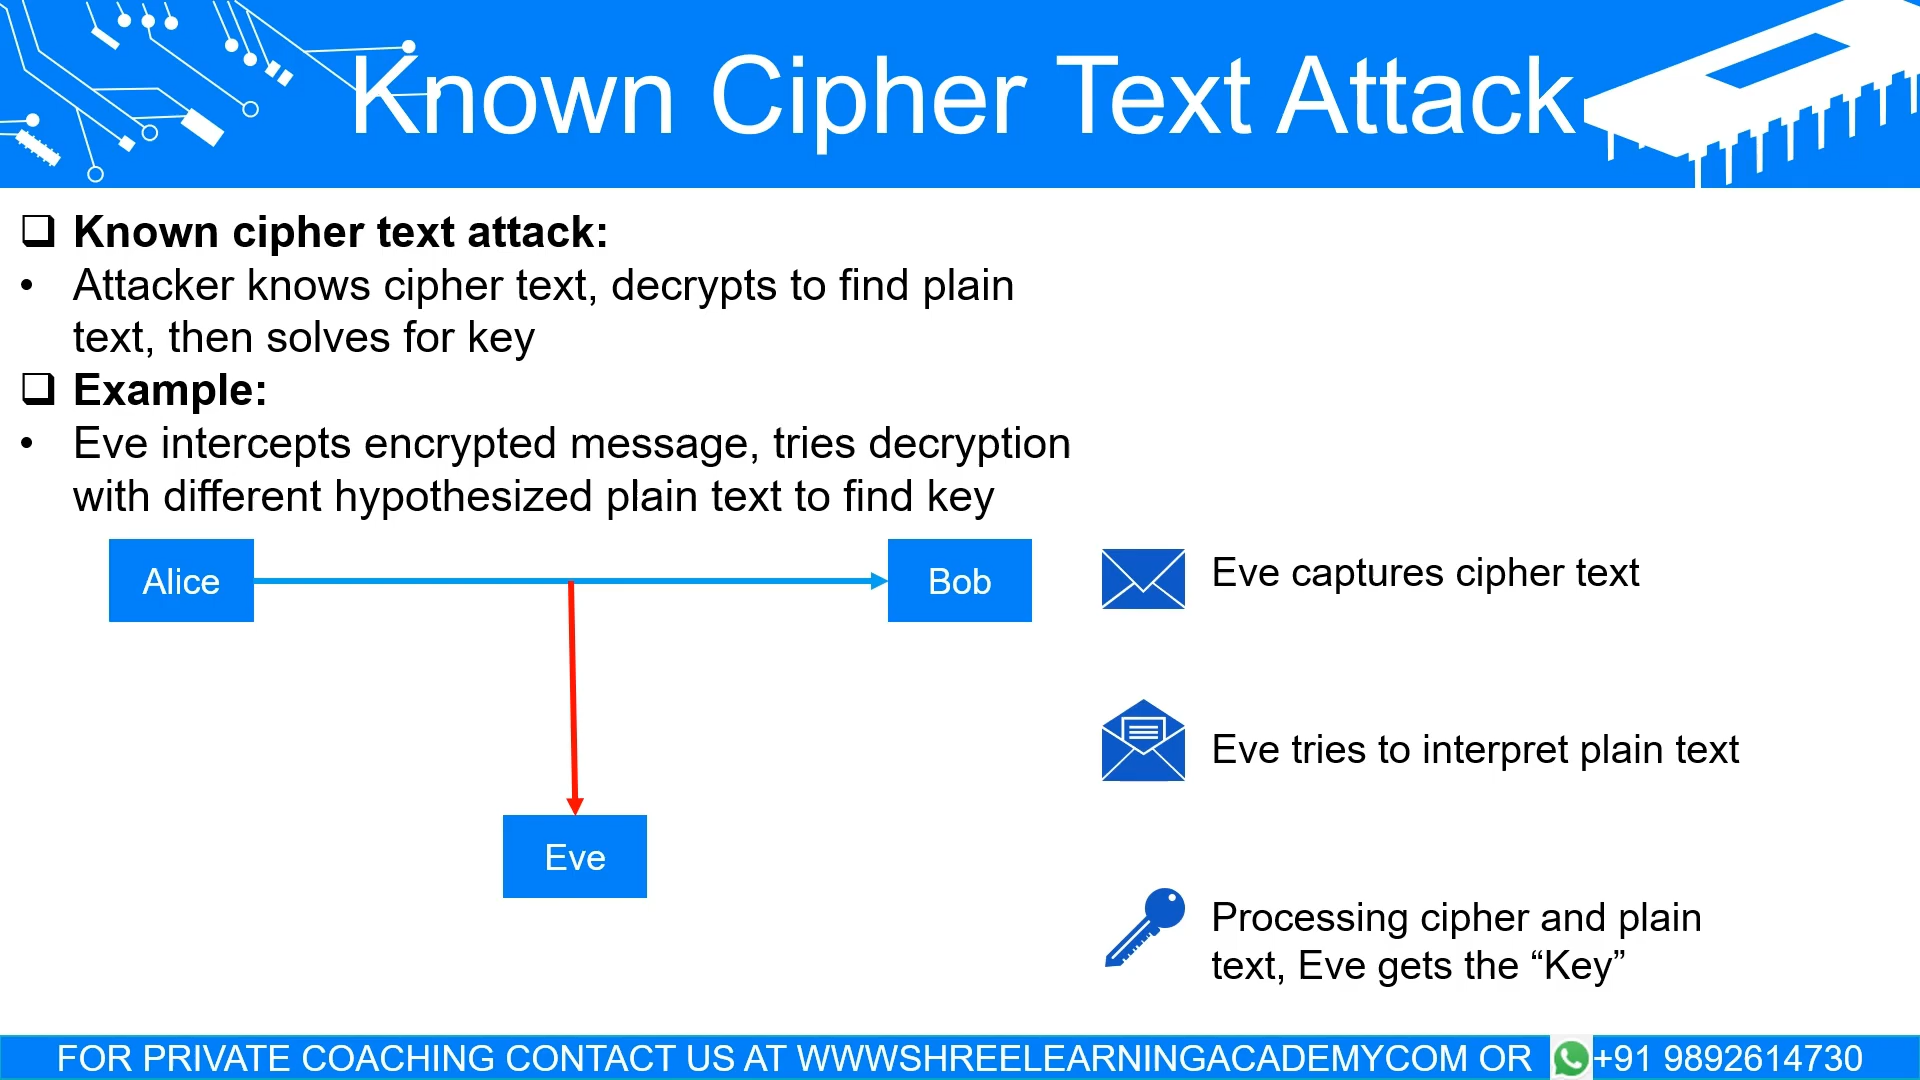 Known Cipher Text Attack
❑ Known cipher text attack:
• Attacker knows cipher text, decrypts to find plain
text, then solves for key
❑ Example:
• Eve intercepts encrypted message, tries decryption
with different hypothesized plain text to find key
Alice
Bob
Eve
Eve captures cipher text
Eve tries to interpret plain text
Processing cipher and plain
text, Eve gets the “Key”
FOR PRIVATE COACHING CONTACT US AT WWWSHREELEARNINGACADEMYCOM OR +91 9892614730